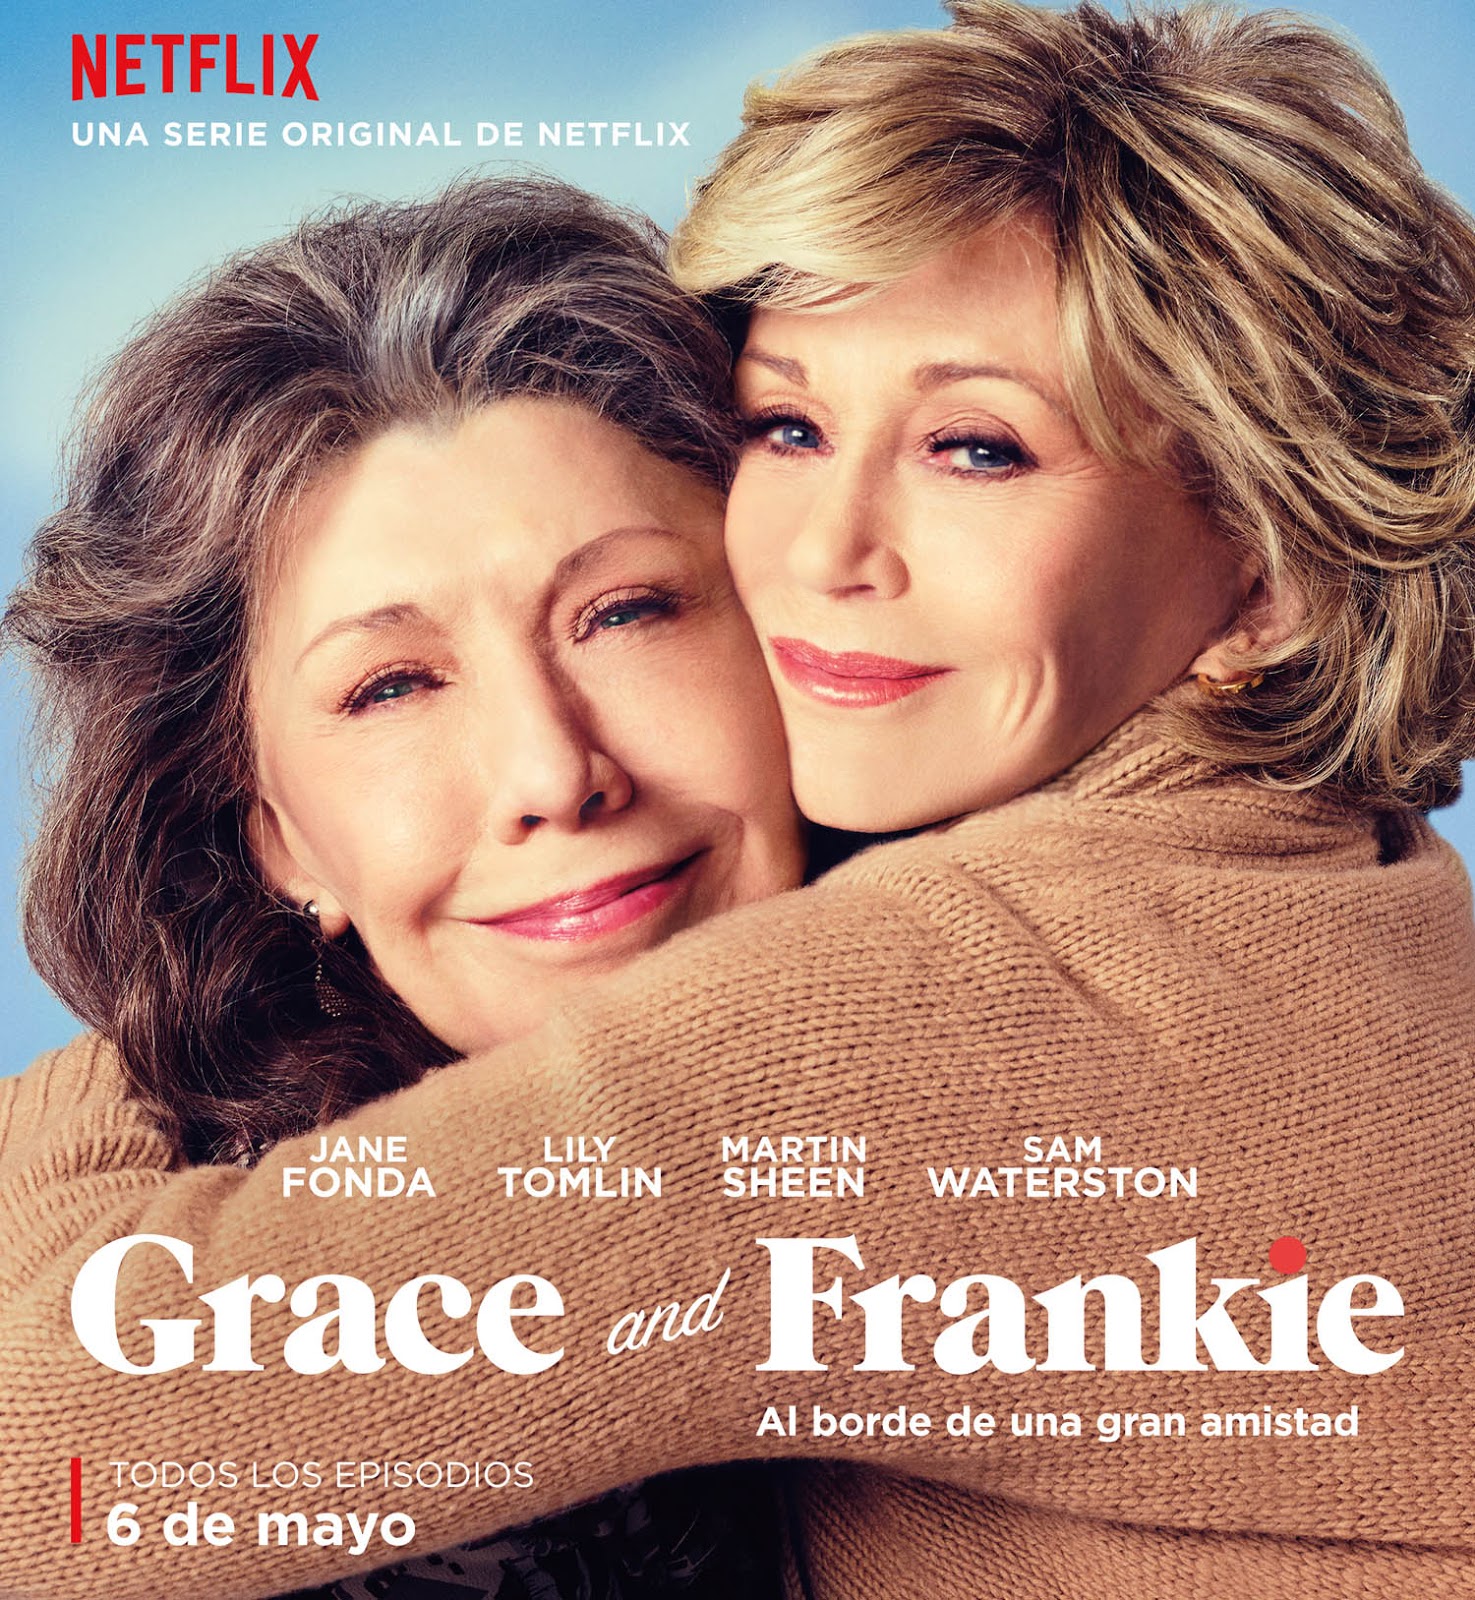 NETFLIX
UNA SERIE ORIGINAL DE NETFLIX
JANE FONDA
LILY TOMLIN
MARTIN SHEEN
SAM WATERSTON
Grace and Frankie
Al borde de una gran amistad
TODOS LOS EPISODIOS
6 de mayo